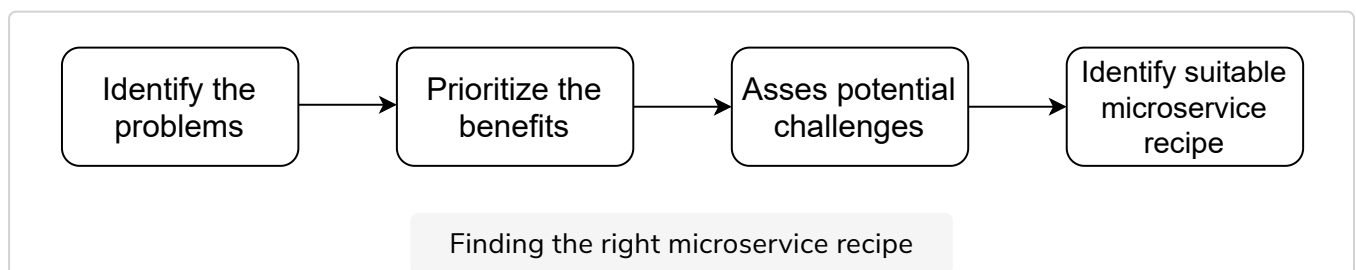 Identify the
problems
Prioritize the
benefits
Asses potential
challenges
Identify suitable
microservice
recipe
Finding the right microservice recipe